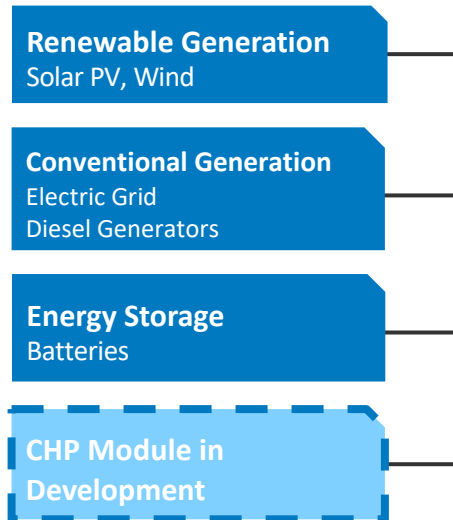 Renewable Generation
Solar PV, Wind
Conventional Generation
Electric Grid
Diesel Generators
Energy Storage
Batteries
CHP Module in
Development